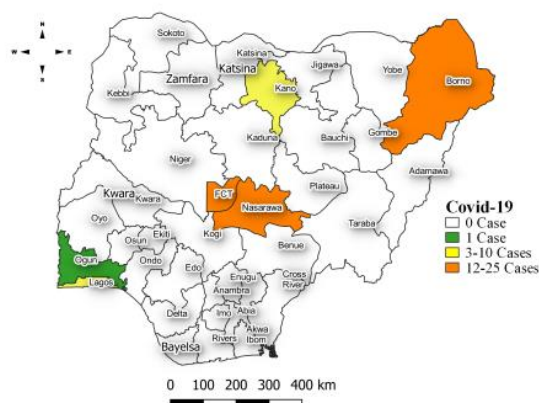 N
W E
S
Sokoto
Katsina
Katsina
Jigawa
Yobe
Borno
Zamfara
Kano
Kebbi
Kaduna
Bauchi
Gombe
Adamawa
Niger
Plateau
Kwara
Kwara
FCT
Nasarawa
Taraba
Oyo
Ekiti
Kogi
Benue
Osun
Ogun
Ondo
Edo
Lagos
Enugu
Cross
River
Anambra
Delta
Imo
Abia
Bayelsa
Rivers
Akwa
Ibom
Covid-19
0 Case
1 Case
3-10 Cases
12-25 Cases
0 100 200 300 400 km